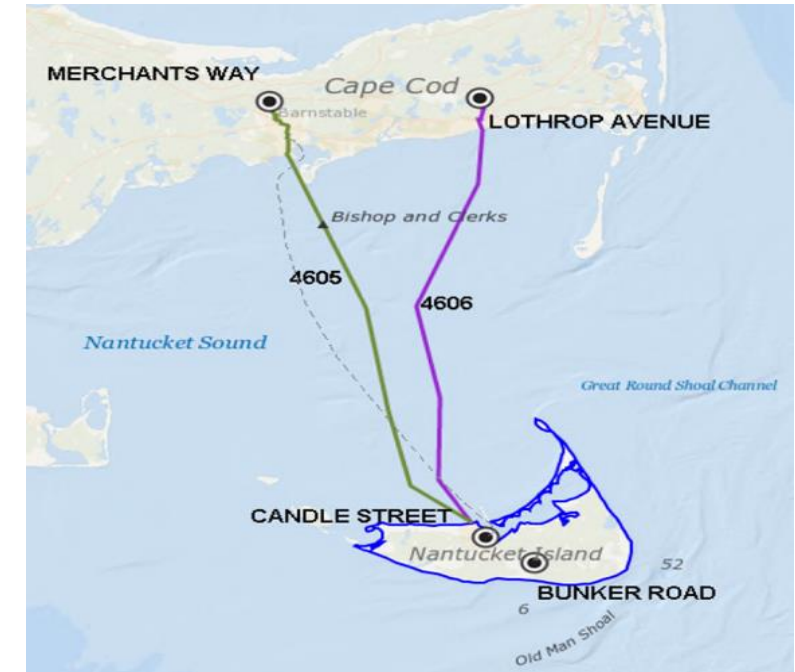 MERCHANTS WAY
Cape Cod
Barnstable
LOTHROP AVENUE
Bishop and Clerks
4605
4606
Nantucket Sound
Great Round Shoal Channel
CANDLE STREET
Nantucket Island
52
BUNKER ROAD
6
Old Man Shoal